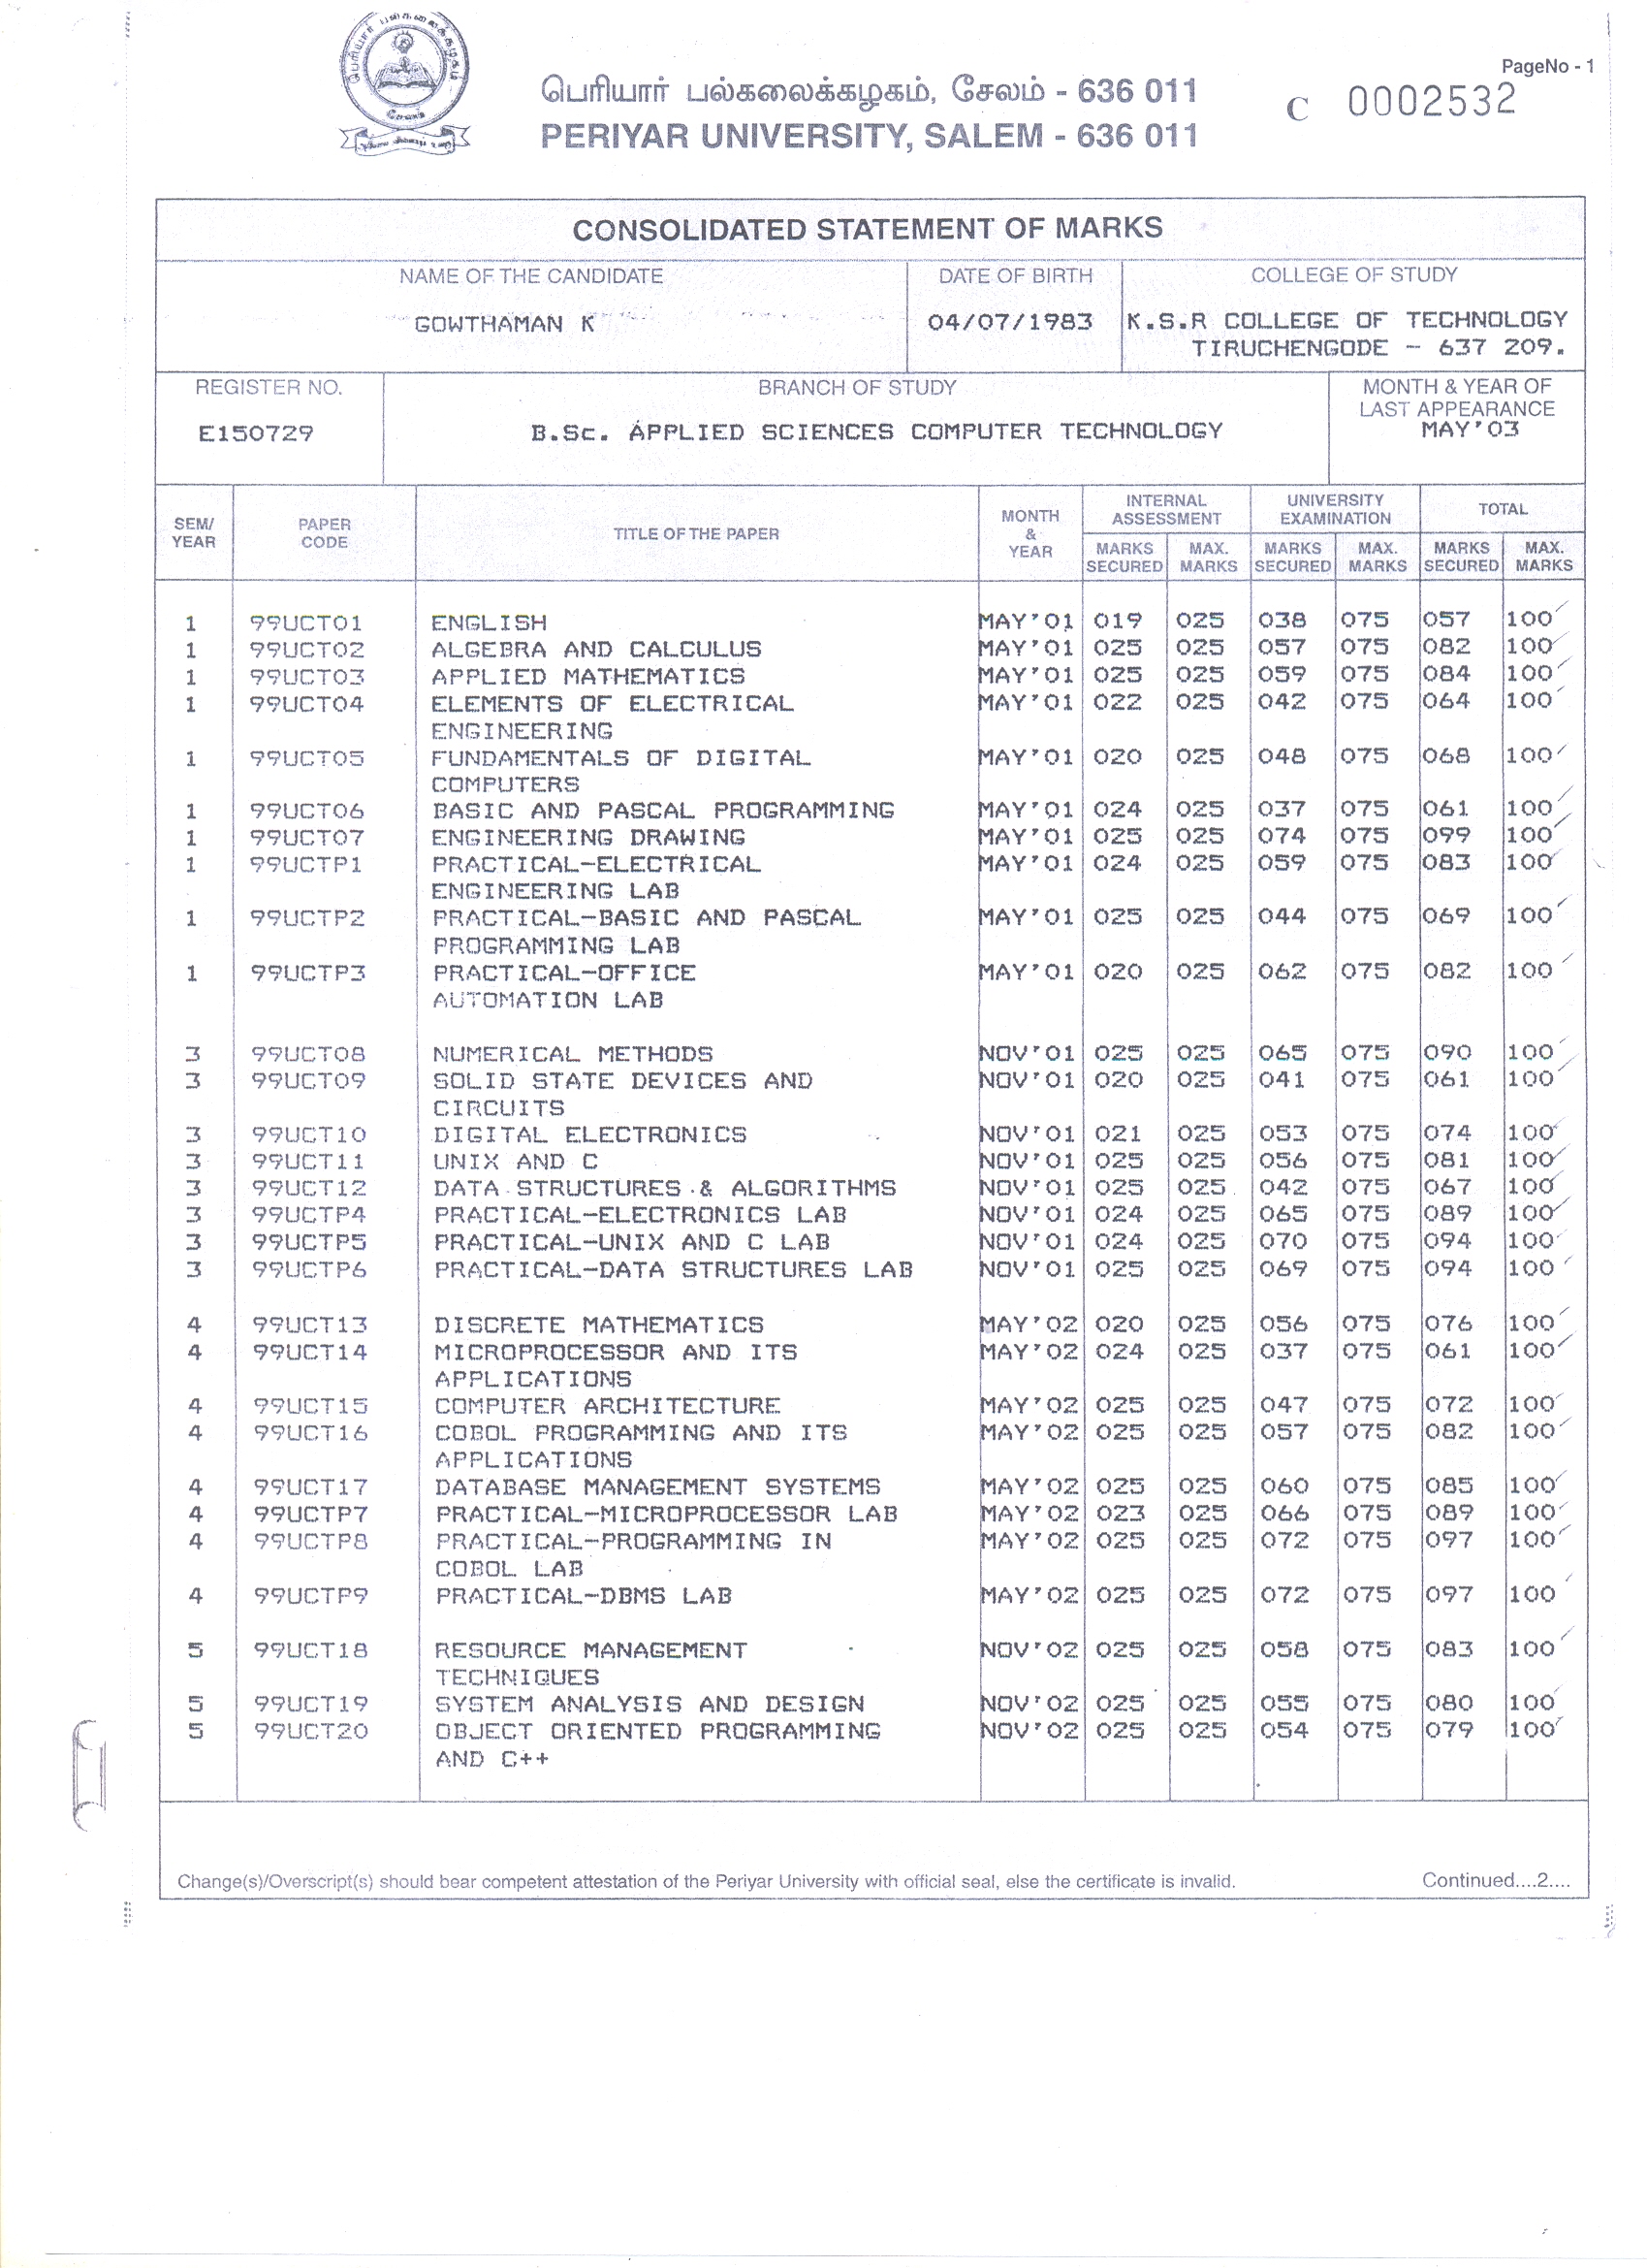 பெரியார் பல்கலைக்கழகம்
சேலம்
PageNo - 1
பெரியார் பல்கலைக்கழகம், சேலம் - 636 011
C 0002532
PERIYAR UNIVERSITY, SALEM - 636 011
CONSOLIDATED STATEMENT OF MARKS
NAME OF THE CANDIDATE DATE OF BIRTH COLLEGE OF STUDY
GOWTHAMAN K 04/07/1983 K.S.R COLLEGE OF TECHNOLOGY
TIRUCHENGODE - 637 209.
REGISTER NO. BRANCH OF STUDY MONTH & YEAR OF
LAST APPEARANCE
E150729 B.Sc. APPLIED SCIENCES COMPUTER TECHNOLOGY MAY'03
SEM/ YEAR PAPER CODE TITLE OF THE PAPER MONTH & YEAR INTERNAL ASSESSMENT UNIVERSITY EXAMINATION TOTAL
MARKS SECURED MAX. MARKS MARKS SECURED MAX. MARKS MARKS SECURED MAX. MARKS
1 99UCT01 ENGLISH MAY'01 019 025 038 075 057 100
1 99UCT02 ALGEBRA AND CALCULUS MAY'01 025 025 057 075 082 100
1 99UCT03 APPLIED MATHEMATICS MAY'01 025 025 059 075 084 100
1 99UCT04 ELEMENTS OF ELECTRICAL MAY'01 022 025 042 075 064 100
ENGINEERING
1 99UCT05 FUNDAMENTALS OF DIGITAL MAY'01 020 025 048 075 068 100
COMPUTERS
1 99UCT06 BASIC AND PASCAL PROGRAMMING MAY'01 024 025 037 075 061 100
1 99UCT07 ENGINEERING DRAWING MAY'01 025 025 074 075 099 100
1 99UCTP1 PRACTICAL-ELECTRICAL MAY'01 024 025 059 075 083 100
ENGINEERING LAB
1 99UCTP2 PRACTICAL-BASIC AND PASCAL MAY'01 025 025 044 075 069 100
PROGRAMMING LAB
1 99UCTP3 PRACTICAL-OFFICE MAY'01 020 025 062 075 082 100
AUTOMATION LAB
3 99UCT08 NUMERICAL METHODS NOV'01 025 025 065 075 090 100
3 99UCT09 SOLID STATE DEVICES AND NOV'01 020 025 041 075 061 100
CIRCUITS
3 99UCT10 DIGITAL ELECTRONICS NOV'01 021 025 053 075 074 100
3 99UCT11 UNIX AND C NOV'01 025 025 056 075 081 100
3 99UCT12 DATA STRUCTURES & ALGORITHMS NOV'01 025 025 042 075 067 100
3 99UCTP4 PRACTICAL-ELECTRONICS LAB NOV'01 024 025 065 075 089 100
3 99UCTP5 PRACTICAL-UNIX AND C LAB NOV'01 024 025 070 075 094 100
3 99UCTP6 PRACTICAL-DATA STRUCTURES LAB NOV'01 025 025 069 075 094 100
4 99UCT13 DISCRETE MATHEMATICS MAY'02 020 025 056 075 076 100
4 99UCT14 MICROPROCESSOR AND ITS MAY'02 024 025 037 075 061 100
APPLICATIONS
4 99UCT15 COMPUTER ARCHITECTURE MAY'02 025 025 047 075 072 100
4 99UCT16 COBOL PROGRAMMING AND ITS MAY'02 025 025 057 075 082 100
APPLICATIONS
4 99UCT17 DATABASE MANAGEMENT SYSTEMS MAY'02 025 025 060 075 085 100
4 99UCTP7 PRACTICAL-MICROPROCESSOR LAB MAY'02 023 025 066 075 089 100
4 99UCTP8 PRACTICAL-PROGRAMMING IN MAY'02 025 025 072 075 097 100
COBOL LAB
4 99UCTP9 PRACTICAL-DBMS LAB MAY'02 025 025 072 075 097 100
5 99UCT18 RESOURCE MANAGEMENT NOV'02 025 025 058 075 083 100
TECHNIQUES
5 99UCT19 SYSTEM ANALYSIS AND DESIGN NOV'02 025 025 055 075 080 100
5 99UCT20 OBJECT ORIENTED PROGRAMMING NOV'02 025 025 054 075 079 100
AND C++
Change(s)/Overscript(s) should bear competent attestation of the Periyar University with official seal, else the certificate is invalid. Continued....2....